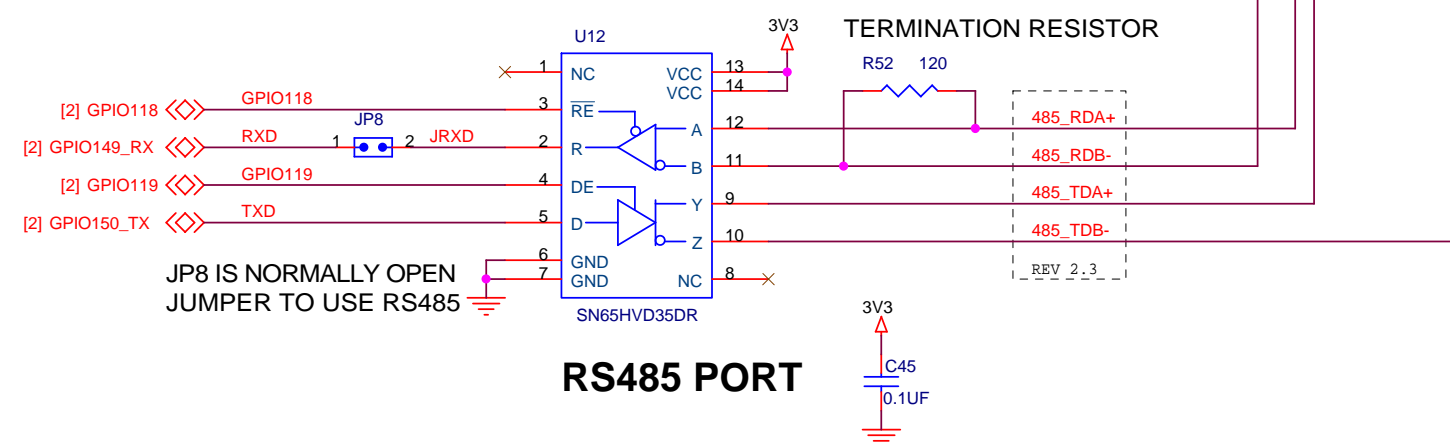 3V3
TERMINATION RESISTOR
U12
R52 120
1 NC VCC 13
VCC 14
[2] GPIO118 GPIO118 3 RE A 12 485_RDA+
JP8
[2] GPIO149_RX RXD 1 2 JRXD 2 R B 11 485_RDB-
[2] GPIO119 GPIO119 4 DE Y 9 485_TDA+
[2] GPIO150_TX TXD 5 D Z 10 485_TDB-
6 GND
7 GND NC 8
REV 2.3
JP8 IS NORMALLY OPEN
JUMPER TO USE RS485
SN65HVD35DR
RS485 PORT
3V3
C45
0.1UF